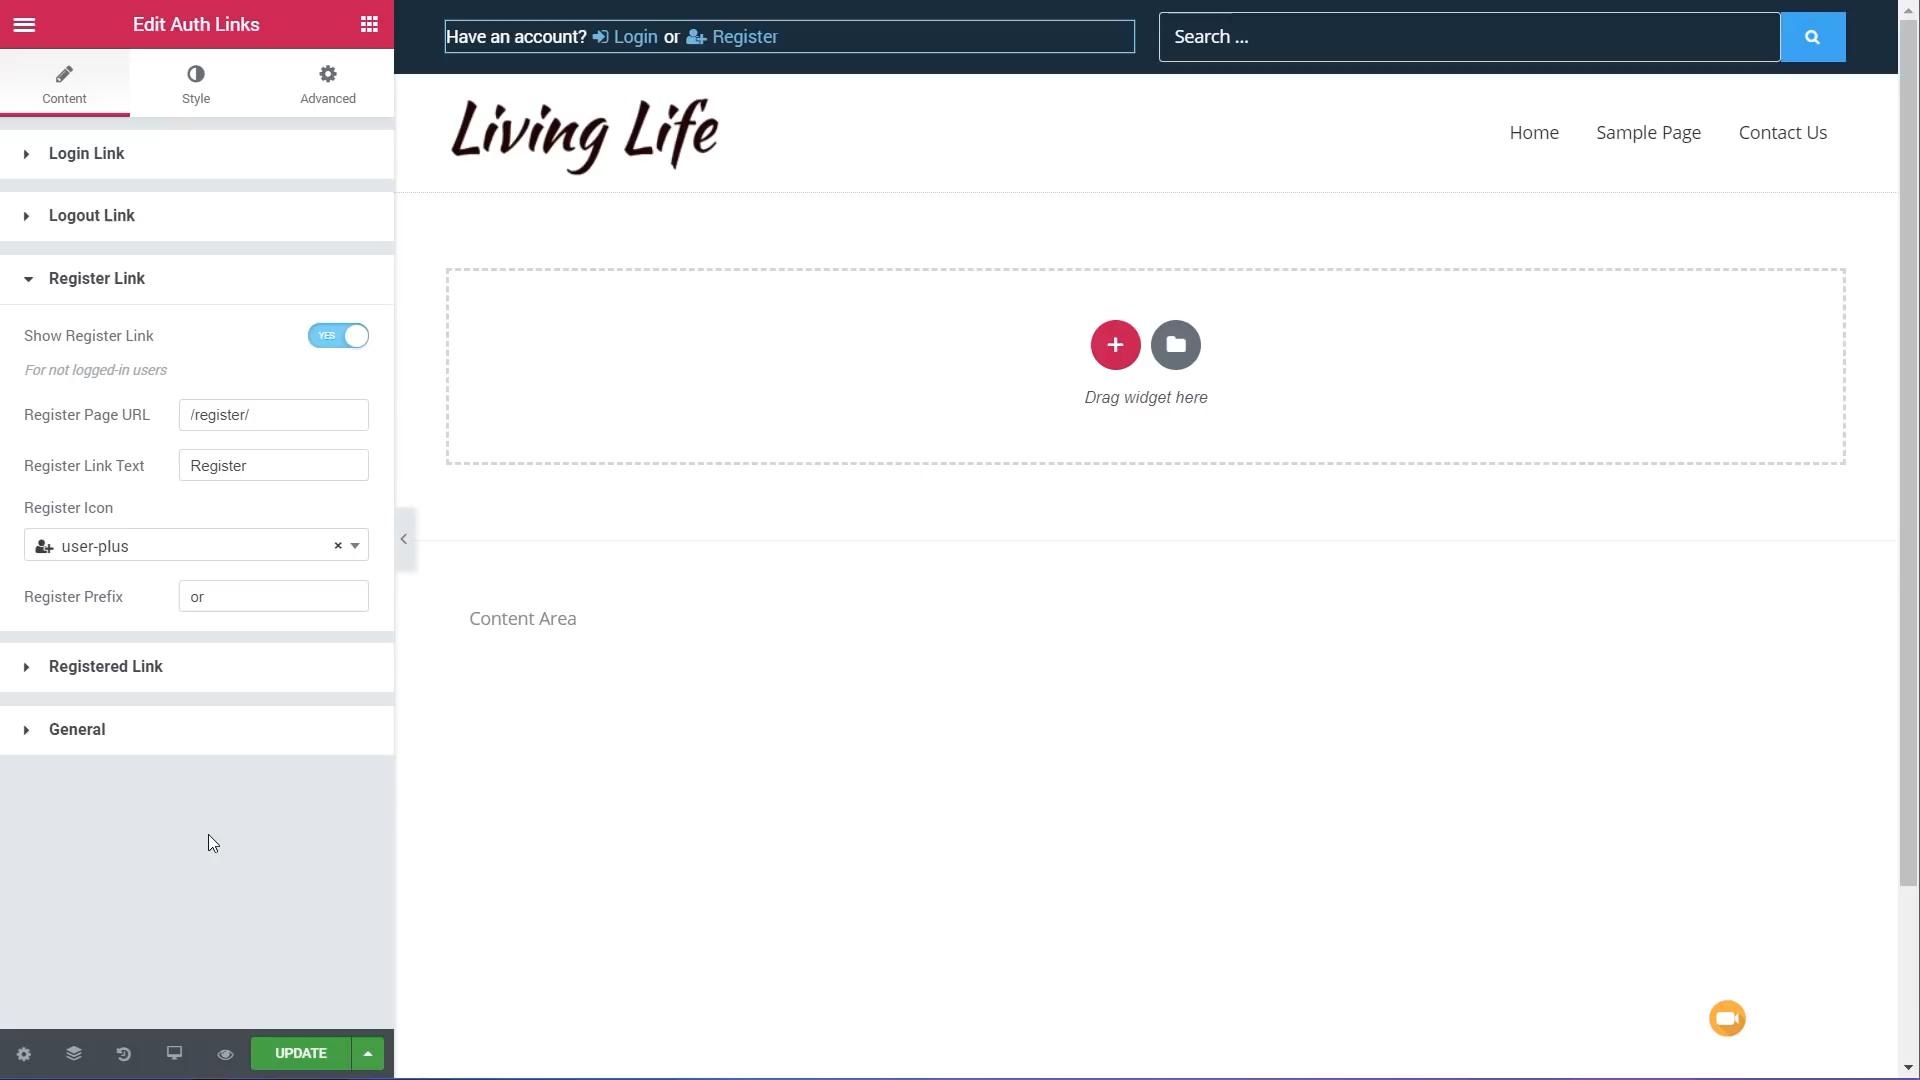 Edit Auth Links
Content
Style
Advanced
Login Link
Logout Link
Register Link
Show Register Link
YES
For not logged-in users
Register Page URL
/register/
Register Link Text
Register
Register Icon
user-plus
×
Register Prefix
or
Registered Link
General
UPDATE
Have an account? Login or Register
Search ...
Living Life
Home
Sample Page
Contact Us
Drag widget here
Content Area